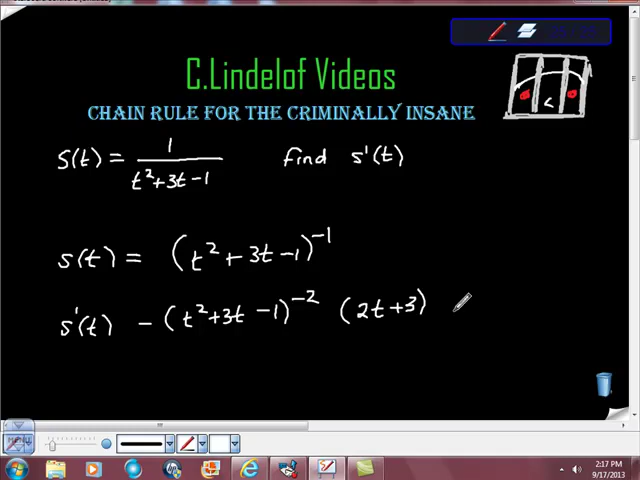 C.Lindelof Videos
CHAIN RULE FOR THE CRIMINALLY INSANE
S(t) = 1 / (t²+3t-1) find s'(t)
s(t) = (t²+3t-1)⁻¹
s'(t) -(t²+3t-1)⁻² (2t+3)
MENU
2:17 PM
9/17/2013